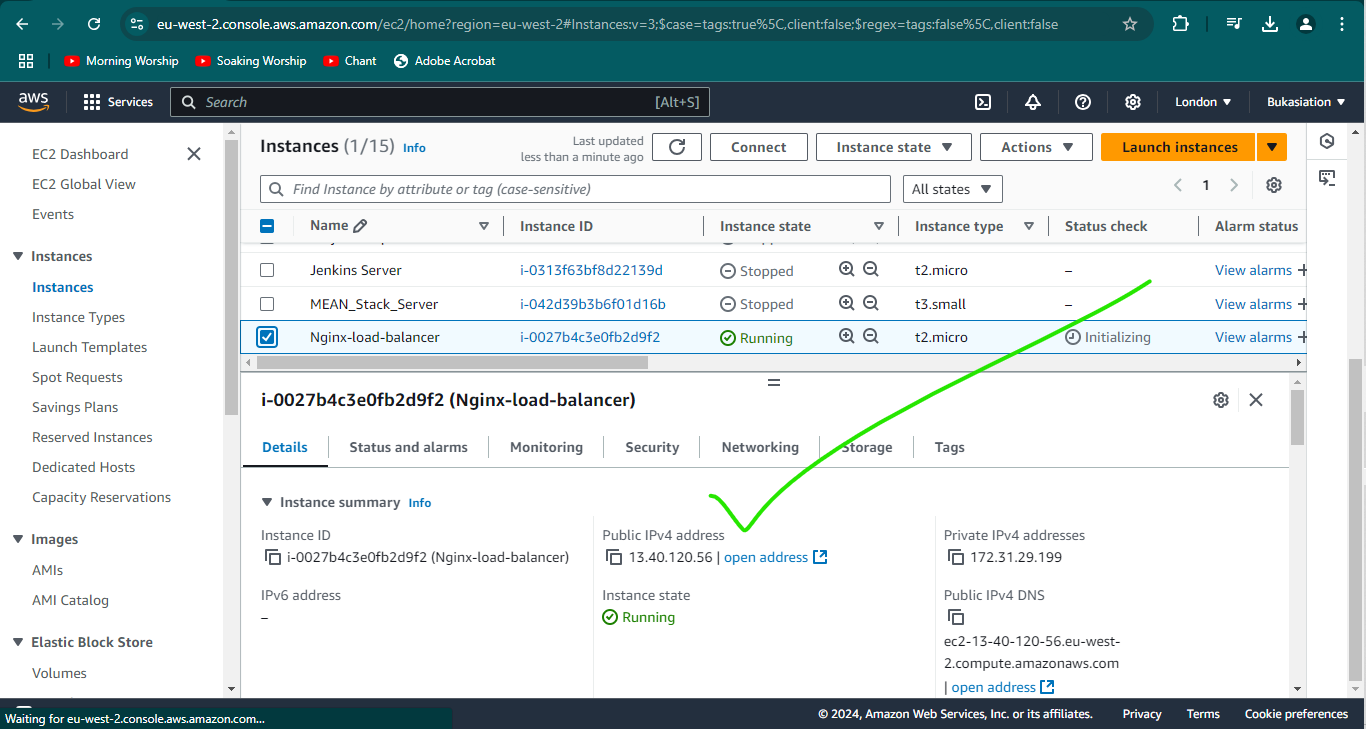 eu-west-2.console.aws.amazon.com/ec2/home?region=eu-west-2#Instances:v=3;$case=tags:true%5C,client:false;$regex=tags:false%5C,client:false
Morning Worship Soaking Worship Chant Adobe Acrobat
aws Services Search [Alt+S] London Bukasiation
EC2 Dashboard
EC2 Global View
Events
Instances
Instances
Instance Types
Launch Templates
Spot Requests
Savings Plans
Reserved Instances
Dedicated Hosts
Capacity Reservations
Images
AMIs
AMI Catalog
Elastic Block Store
Volumes
Instances (1/15) Info
Last updated
less than a minute ago
Connect Instance state Actions Launch instances
Find Instance by attribute or tag (case-sensitive) All states 1
Name Instance ID Instance state Instance type Status check Alarm status
Jenkins Server i-0313f63bf8d22139d Stopped t2.micro – View alarms +
MEAN_Stack_Server i-042d39b3b6f01d16b Stopped t3.small – View alarms +
Nginx-load-balancer i-0027b4c3e0fb2d9f2 Running t2.micro Initializing View alarms +
i-0027b4c3e0fb2d9f2 (Nginx-load-balancer)
Details Status and alarms Monitoring Security Networking Storage Tags
Instance summary Info
Instance ID
i-0027b4c3e0fb2d9f2 (Nginx-load-balancer)
Public IPv4 address
13.40.120.56 | open address
Private IPv4 addresses
172.31.29.199
IPv6 address
–
Instance state
Running
Public IPv4 DNS
ec2-13-40-120-56.eu-west-
2.compute.amazonaws.com
| open address
Waiting for eu-west-2.console.aws.amazon.com...
© 2024, Amazon Web Services, Inc. or its affiliates. Privacy Terms Cookie preferences